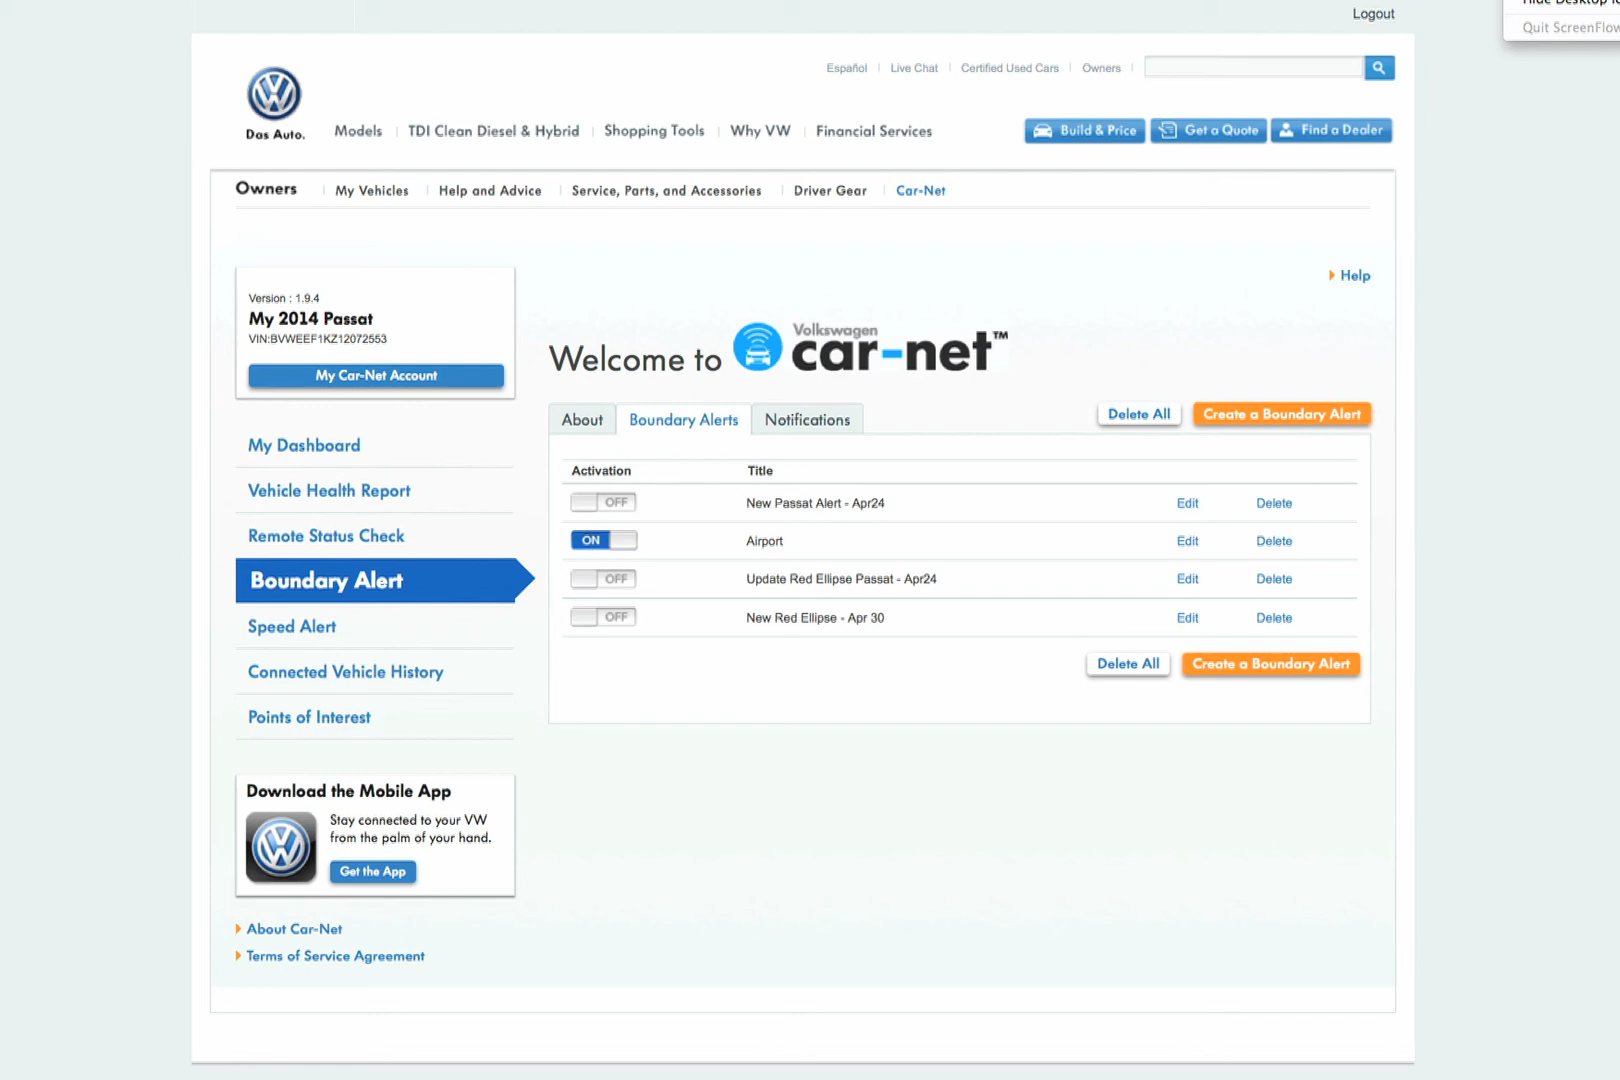 Hide Desktop
Logout
Quit ScreenFlow
Español
Live Chat
Certified Used Cars
Owners
Das Auto.
Models
TDI Clean Diesel & Hybrid
Shopping Tools
Why VW
Financial Services
Build & Price
Get a Quote
Find a Dealer
Owners
My Vehicles
Help and Advice
Service, Parts, and Accessories
Driver Gear
Car-Net
Help
Version : 1.9.4
My 2014 Passat
VIN:BVWEEF1KZ12072553
My Car-Net Account
Welcome to
Volkswagen
car-net™
About
Boundary Alerts
Notifications
Delete All
Create a Boundary Alert
My Dashboard
Vehicle Health Report
Remote Status Check
Boundary Alert
Speed Alert
Connected Vehicle History
Points of Interest
Activation Title
OFF New Passat Alert - Apr24 Edit Delete
ON Airport Edit Delete
OFF Update Red Ellipse Passat - Apr24 Edit Delete
OFF New Red Ellipse - Apr 30 Edit Delete
Delete All
Create a Boundary Alert
Download the Mobile App
Stay connected to your VW
from the palm of your hand.
Get the App
About Car-Net
Terms of Service Agreement